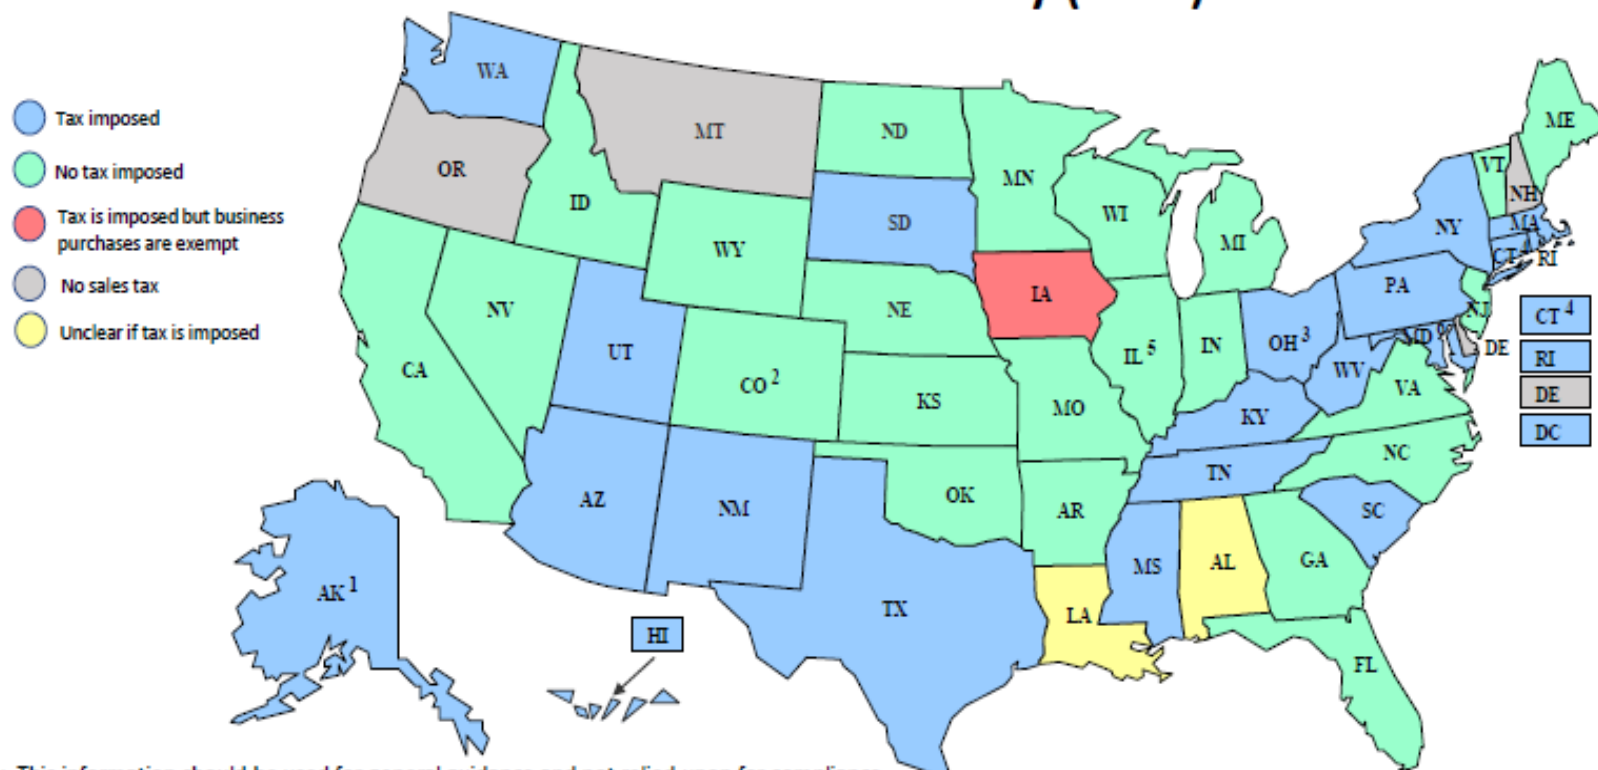 Tax imposed
No tax imposed
Tax is imposed but business
purchases are exempt
No sales tax
Unclear if tax is imposed
WA
MT
ND
MN
ME
VT
NH
OR
ID
SD
WI
MI
NY
MA
CT 4
RI
WY
IA
PA
NJ
NV
NE
UT
CO 2
IL 5
IN
OH 3
MD
DE
WV
VA
CA
KS
MO
KY
CT 4
RI
DE
DC
NC
TN
AZ
NM
OK
AR
SC
MS
AL
GA
AK 1
TX
LA
HI
FL